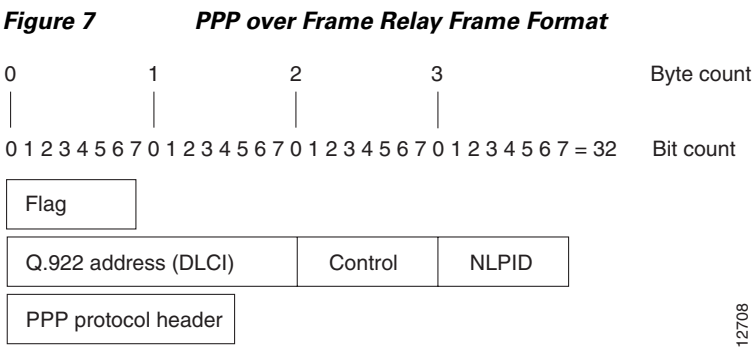 Figure 7 PPP over Frame Relay Frame Format
0 1 2 3 Byte count
0 1 2 3 4 5 6 7 0 1 2 3 4 5 6 7 0 1 2 3 4 5 6 7 0 1 2 3 4 5 6 7 = 32 Bit count
Flag
Q.922 address (DLCI) Control NLPID
PPP protocol header
12708